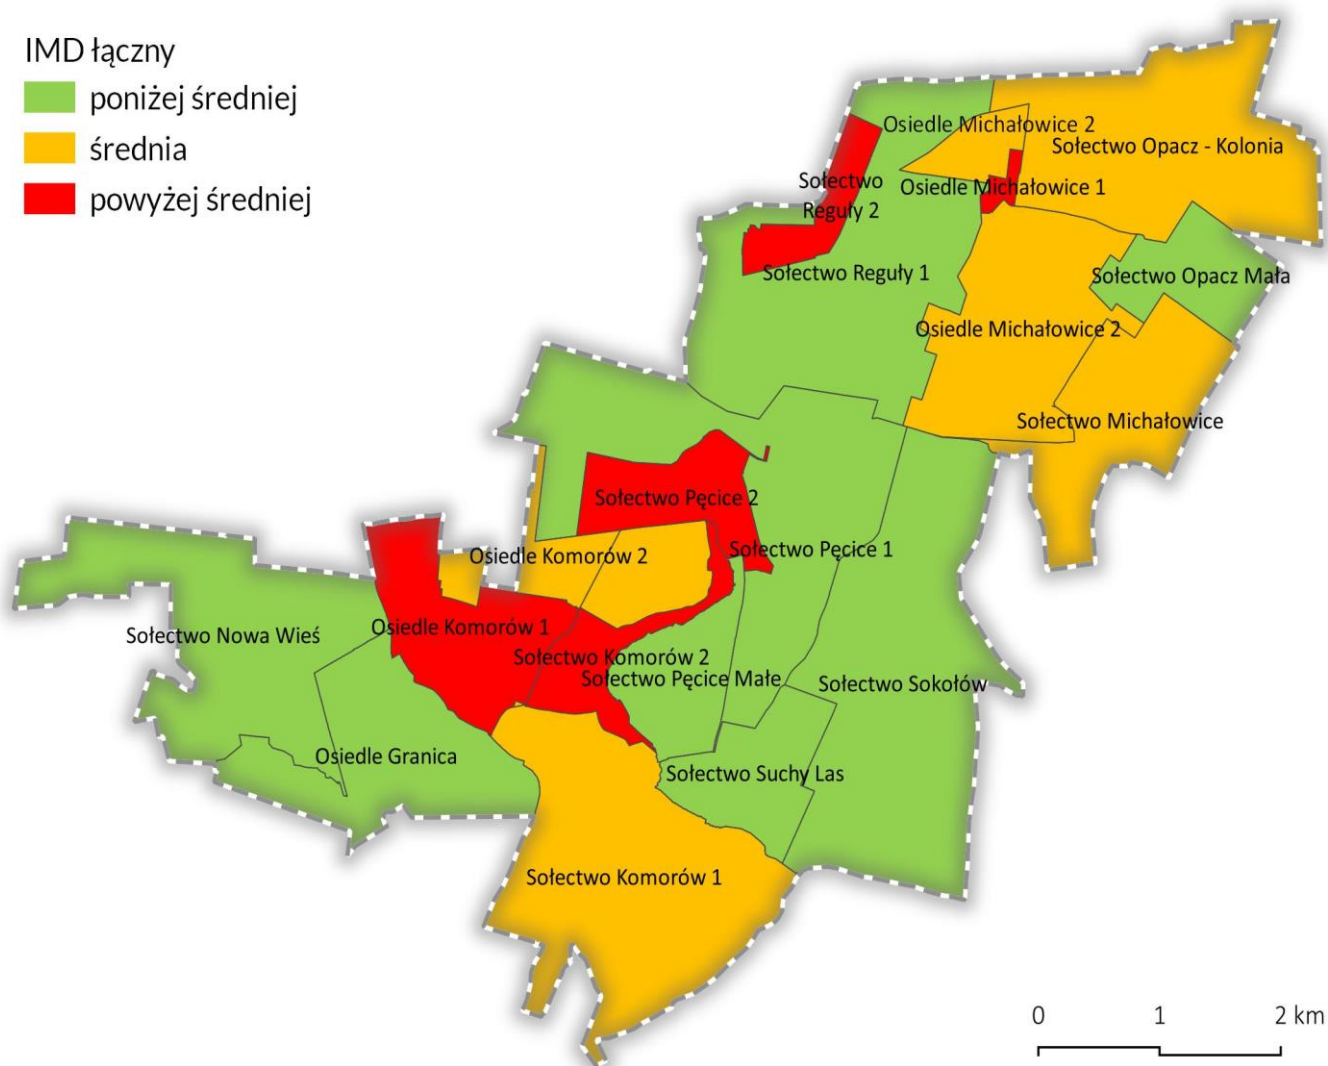 IMD łączny
poniżej średniej
średnia
powyżej średniej
Osiedle Michałowice 2
Sołectwo Opacz - Kolonia
Sołectwo
Reguły 2
Osiedle Michałowice 1
Sołectwo Reguły 1
Sołectwo Opacz Mała
Osiedle Michałowice 2
Sołectwo Michałowice
Sołectwo Pęcice 2
Osiedle Komorów 2
Sołectwo Pęcice 1
Osiedle Komorów 1
Sołectwo Nowa Wieś
Sołectwo Komorów 2
Sołectwo Pęcice Małe
Sołectwo Sokołów
Osiedle Granica
Sołectwo Suchy Las
Sołectwo Komorów 1
0 1 2 km